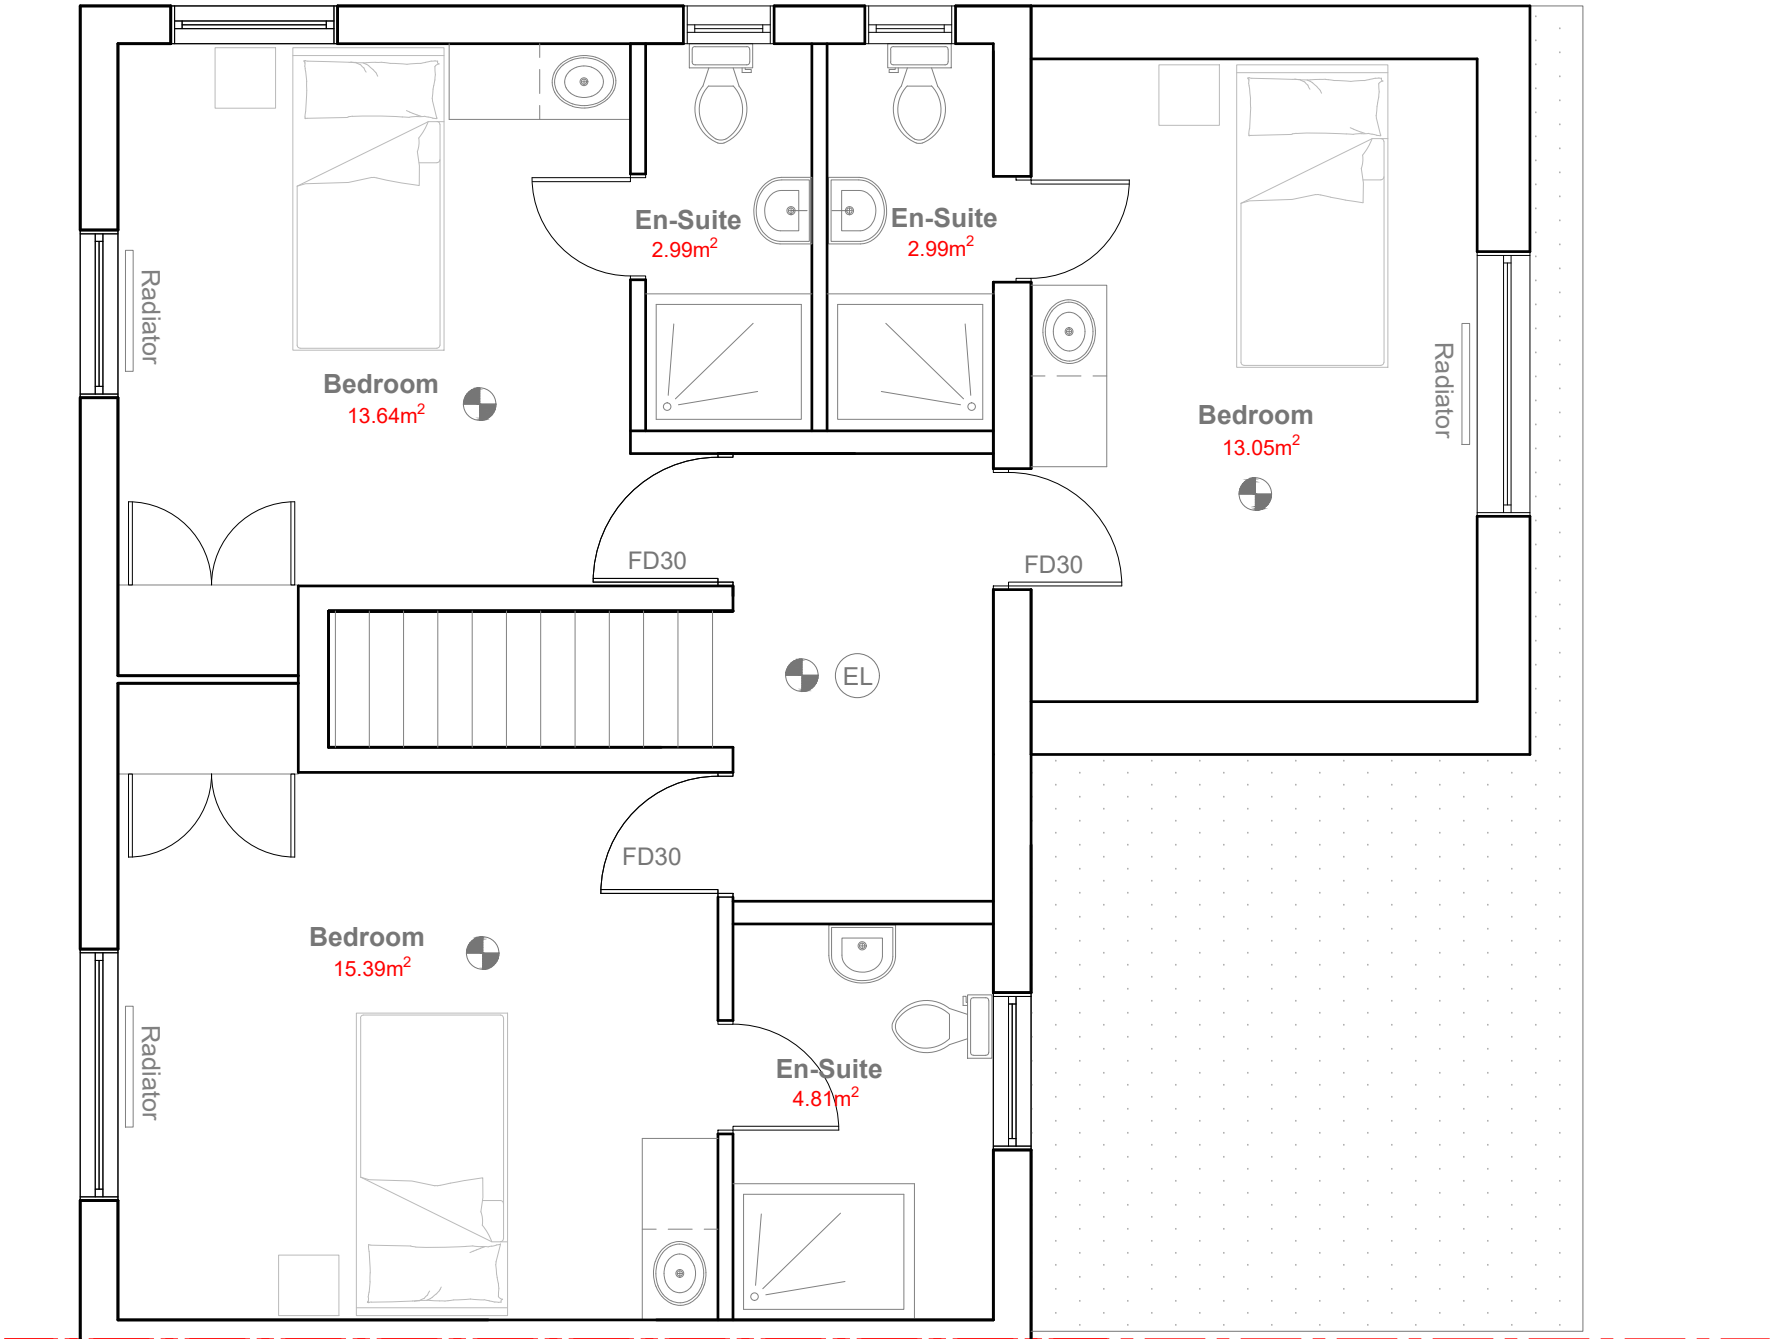 En-Suite
2.99m²
En-Suite
2.99m²
Radiator
Bedroom
13.64m²
Radiator
Bedroom
13.05m²
FD30
FD30
EL
FD30
Bedroom
15.39m²
Radiator
En-Suite
4.81m²